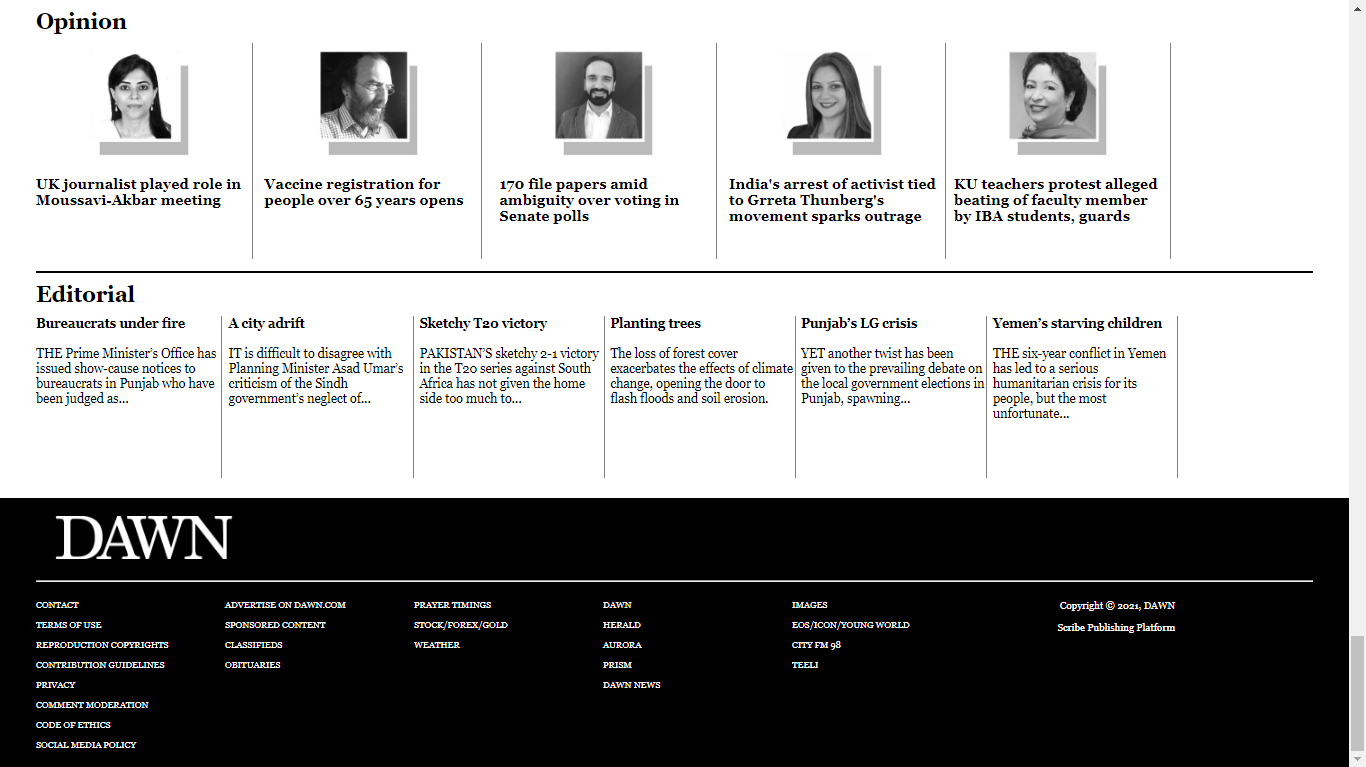 Opinion
UK journalist played role in
Moussavi-Akbar meeting
Vaccine registration for
people over 65 years opens
170 file papers amid
ambiguity over voting in
Senate polls
India's arrest of activist tied
to Grreta Thunberg's
movement sparks outrage
KU teachers protest alleged
beating of faculty member
by IBA students, guards
Editorial
Bureaucrats under fire
THE Prime Minister’s Office has
issued show-cause notices to
bureaucrats in Punjab who have
been judged as...
A city adrift
IT is difficult to disagree with
Planning Minister Asad Umar’s
criticism of the Sindh
government’s neglect of...
Sketchy T20 victory
PAKISTAN’S sketchy 2-1 victory
in the T20 series against South
Africa has not given the home
side too much to...
Planting trees
The loss of forest cover
exacerbates the effects of climate
change, opening the door to
flash floods and soil erosion.
Punjab’s LG crisis
YET another twist has been
given to the prevailing debate on
the local government elections in
Punjab, spawning...
Yemen’s starving children
THE six-year conflict in Yemen
has led to a serious
humanitarian crisis for its
people, but the most
unfortunate...
DAWN
CONTACT
TERMS OF USE
REPRODUCTION COPYRIGHTS
CONTRIBUTION GUIDELINES
PRIVACY
COMMENT MODERATION
CODE OF ETHICS
SOCIAL MEDIA POLICY
ADVERTISE ON DAWN.COM
SPONSORED CONTENT
CLASSIFIEDS
OBITUARIES
PRAYER TIMINGS
STOCK/FOREX/GOLD
WEATHER
DAWN
HERALD
AURORA
PRISM
DAWN NEWS
IMAGES
EOS/ICON/YOUNG WORLD
CITY FM 98
TEELI
Copyright © 2021, DAWN
Scribe Publishing Platform